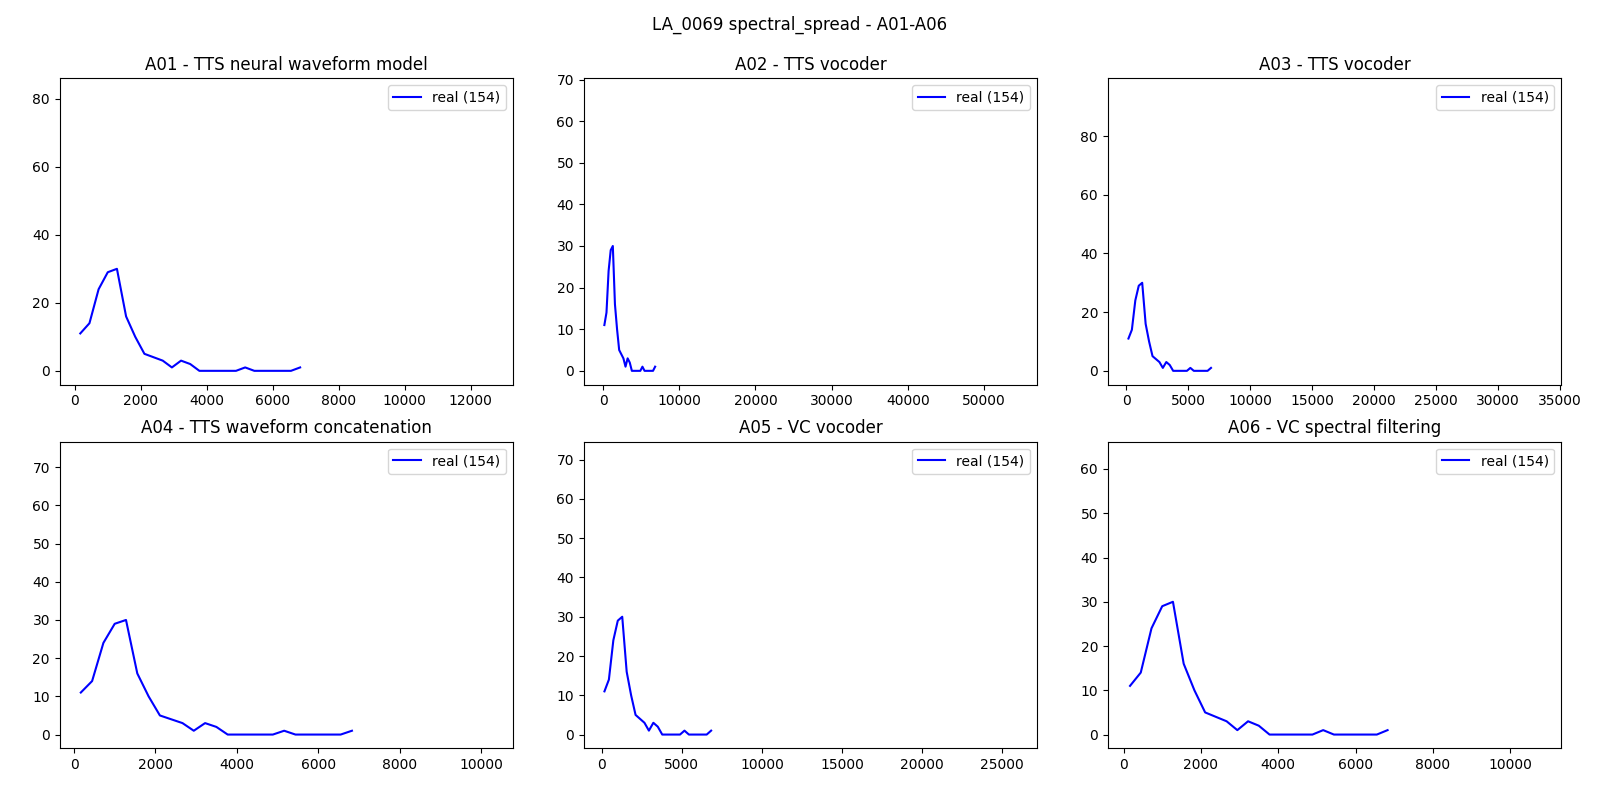 LA_0069 spectral_spread - A01-A06
A01 - TTS neural waveform model
real (154)
80
60
40
20
0
0 2000 4000 6000 8000 10000 12000
A02 - TTS vocoder
real (154)
70
60
50
40
30
20
10
0
0 10000 20000 30000 40000 50000
A03 - TTS vocoder
real (154)
80
60
40
20
0
0 5000 10000 15000 20000 25000 30000 35000
A04 - TTS waveform concatenation
real (154)
70
60
50
40
30
20
10
0
0 2000 4000 6000 8000 10000
A05 - VC vocoder
real (154)
70
60
50
40
30
20
10
0
0 5000 10000 15000 20000 25000
A06 - VC spectral filtering
real (154)
60
50
40
30
20
10
0
0 2000 4000 6000 8000 10000